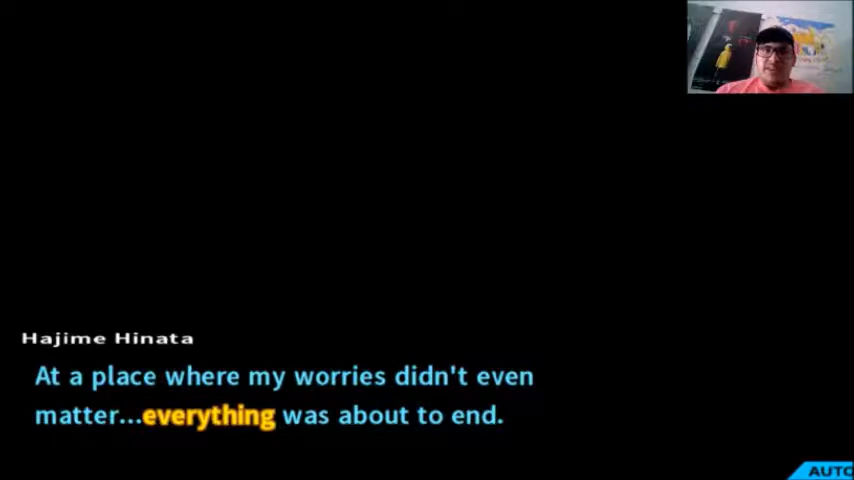 Hajime Hinata
At a place where my worries didn't even
matter...everything was about to end.
AUTO